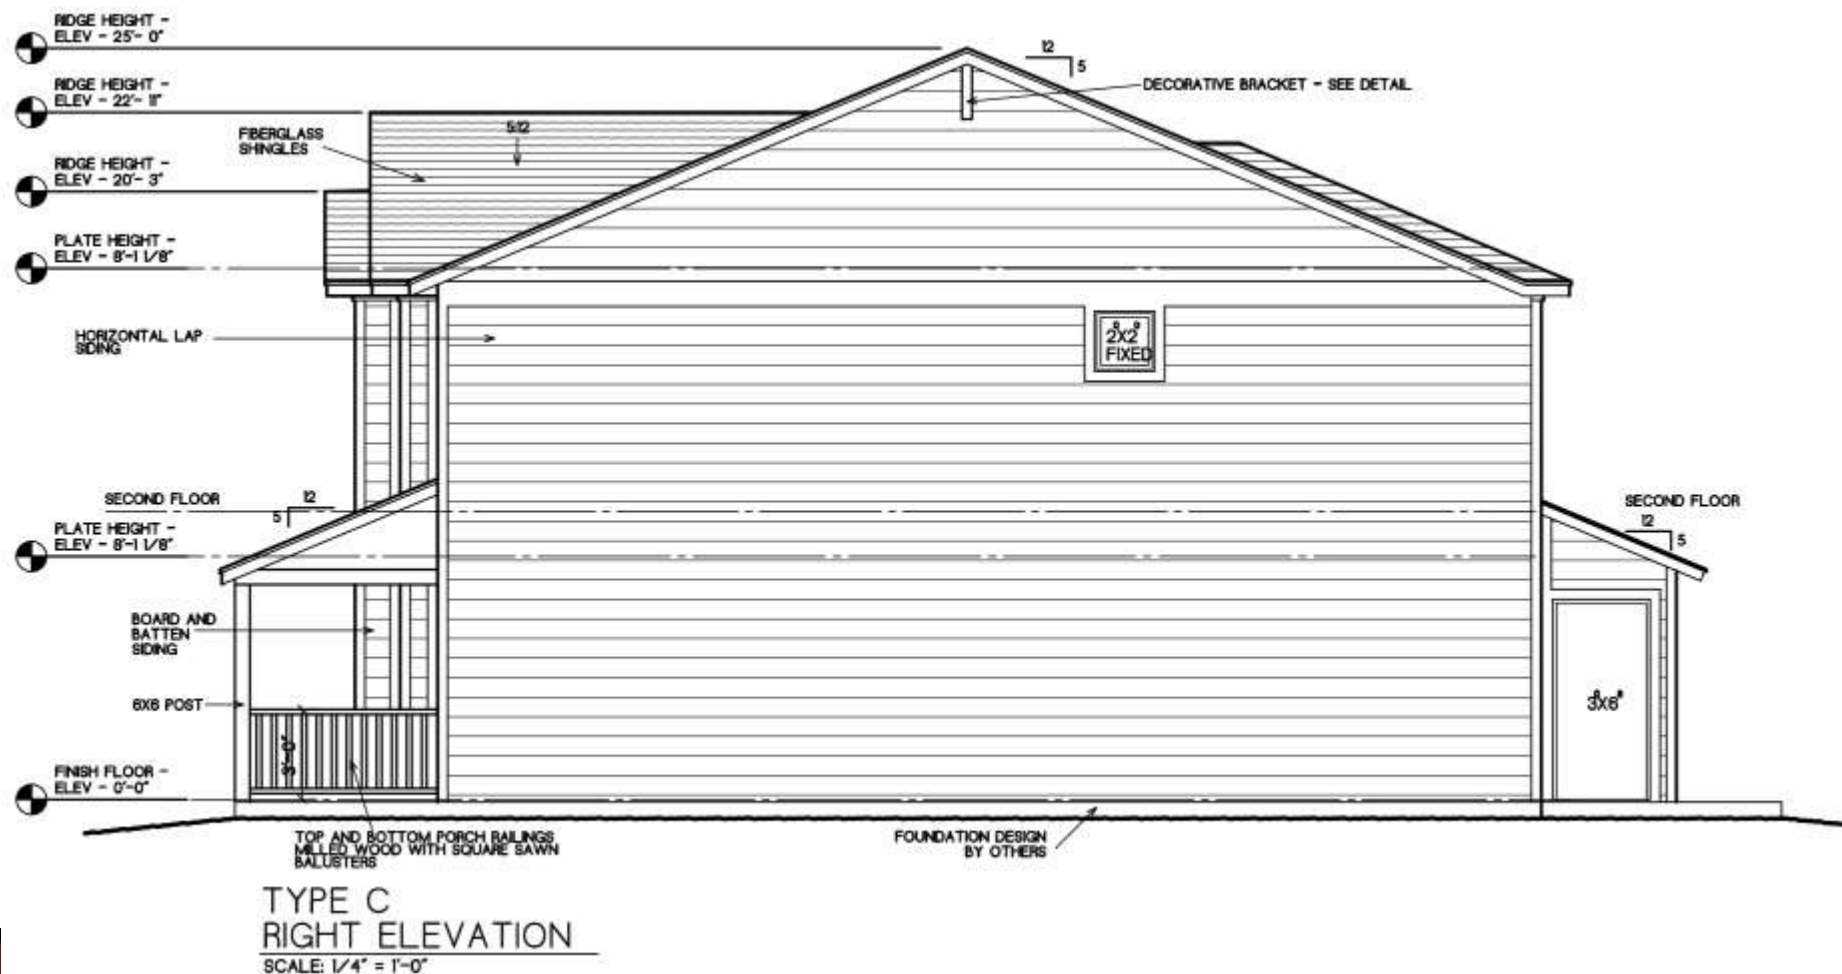 RIDGE HEIGHT -
ELEV - 25'- 0"
12
5
RIDGE HEIGHT -
ELEV - 22'- 11"
DECORATIVE BRACKET - SEE DETAIL
FIBERGLASS
SHINGLES
5:12
RIDGE HEIGHT -
ELEV - 20'- 3"
PLATE HEIGHT -
ELEV - 8'-1 1/8"
HORIZONTAL LAP
SIDING
2⁰X2⁰
FIXED
SECOND FLOOR
12
5
SECOND FLOOR
12
5
PLATE HEIGHT -
ELEV - 8'-1 1/8"
BOARD AND
BATTEN
SIDING
6X6 POST
3⁰X6⁸
3'-0"
FINISH FLOOR -
ELEV - 0'-0"
TOP AND BOTTOM PORCH RAILINGS
MILLED WOOD WITH SQUARE SAWN
BALUSTERS
FOUNDATION DESIGN
BY OTHERS
TYPE C
RIGHT ELEVATION
SCALE: 1/4" = 1'-0"